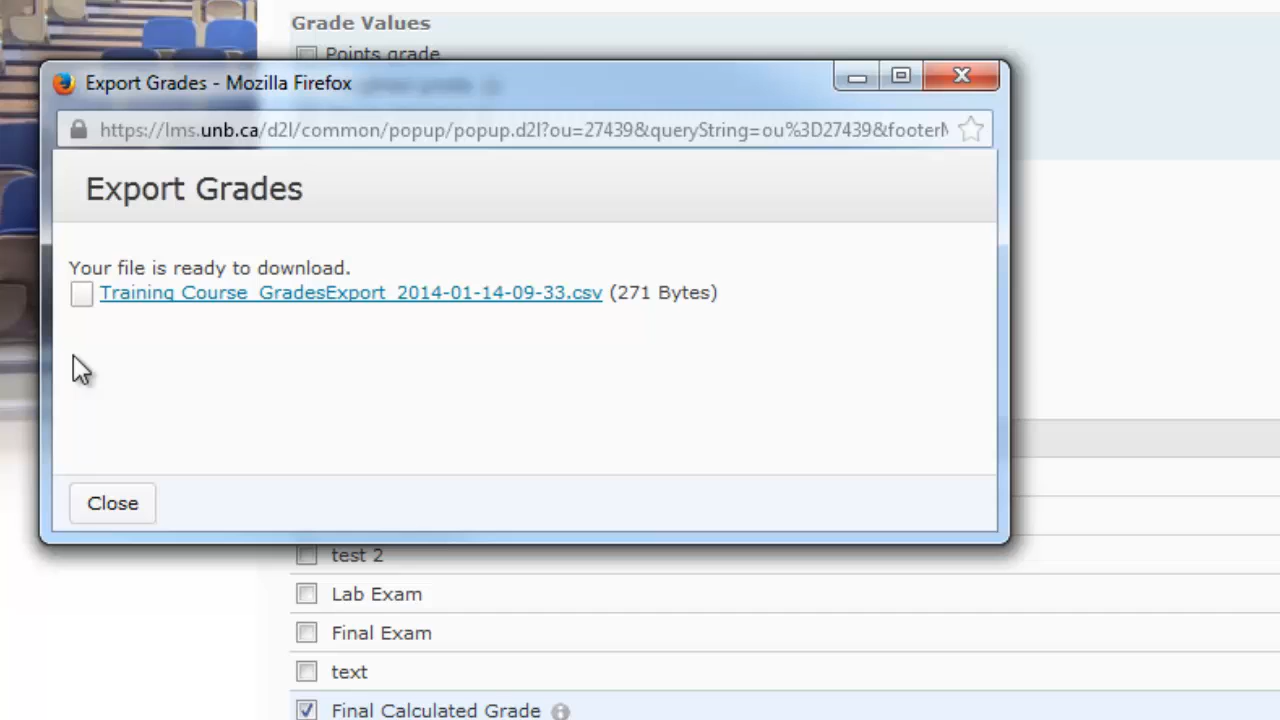 Grade Values
Points grade
Export Grades - Mozilla Firefox
https://lms.unb.ca/d2l/common/popup/popup.d2l?ou=27439&queryString=ou%3D27439&footerM
Export Grades
Your file is ready to download.
Training Course_GradesExport_2014-01-14-09-33.csv (271 Bytes)
Close
test 2
Lab Exam
Final Exam
text
Final Calculated Grade